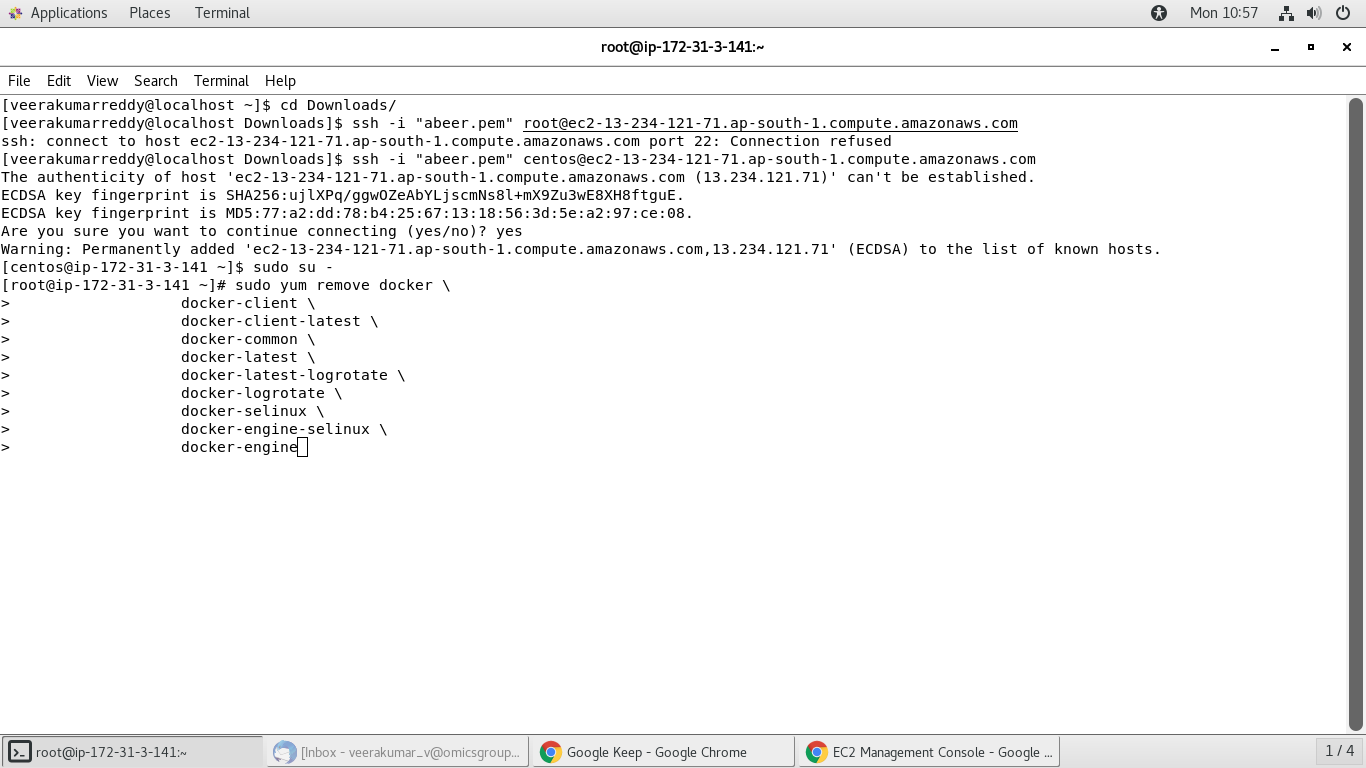 Applications Places Terminal Mon 10:57
root@ip-172-31-3-141:~
File Edit View Search Terminal Help
[veerakumarreddy@localhost ~]$ cd Downloads/
[veerakumarreddy@localhost Downloads]$ ssh -i "abeer.pem" root@ec2-13-234-121-71.ap-south-1.compute.amazonaws.com
ssh: connect to host ec2-13-234-121-71.ap-south-1.compute.amazonaws.com port 22: Connection refused
[veerakumarreddy@localhost Downloads]$ ssh -i "abeer.pem" centos@ec2-13-234-121-71.ap-south-1.compute.amazonaws.com
The authenticity of host 'ec2-13-234-121-71.ap-south-1.compute.amazonaws.com (13.234.121.71)' can't be established.
ECDSA key fingerprint is SHA256:ujlXPq/ggwOZeAbYLjscmNs8l+mX9Zu3wE8XH8ftguE.
ECDSA key fingerprint is MD5:77:a2:dd:78:b4:25:67:13:18:56:3d:5e:a2:97:ce:08.
Are you sure you want to continue connecting (yes/no)? yes
Warning: Permanently added 'ec2-13-234-121-71.ap-south-1.compute.amazonaws.com,13.234.121.71' (ECDSA) to the list of known hosts.
[centos@ip-172-31-3-141 ~]$ sudo su -
[root@ip-172-31-3-141 ~]# sudo yum remove docker \
> docker-client \
> docker-client-latest \
> docker-common \
> docker-latest \
> docker-latest-logrotate \
> docker-logrotate \
> docker-selinux \
> docker-engine-selinux \
> docker-engine
root@ip-172-31-3-141:~ [Inbox - veerakumar_v@omicsgroup... Google Keep - Google Chrome EC2 Management Console - Google ... 1 / 4